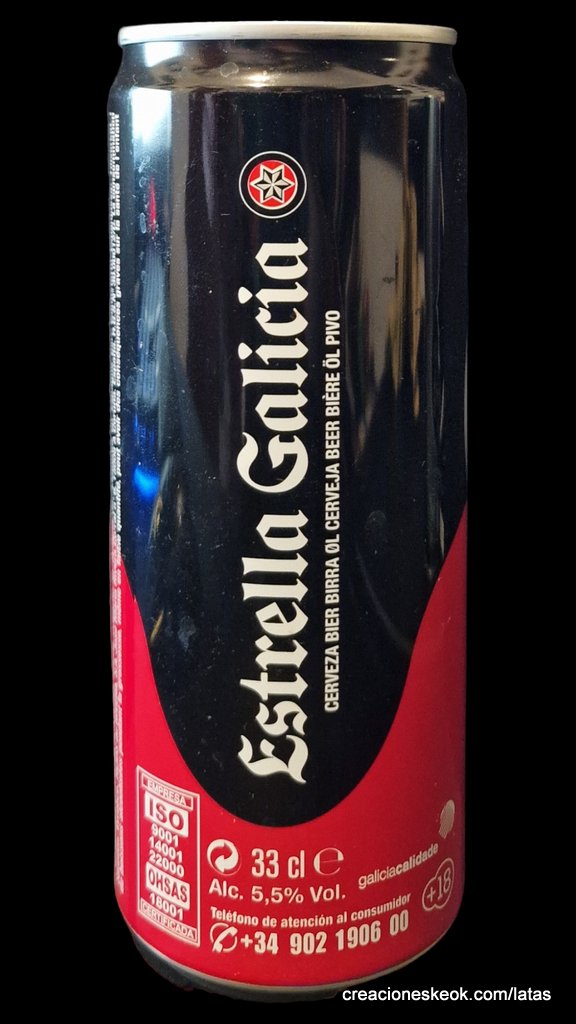 Estrella Galicia
CERVEZA BIER BIRRA ØL CERVEJA BEER BIÈRE ÖL PIVO
EMPRESA
ISO
9001
14001
22000
OHSAS
18001
CERTIFICADA
33 cl ℮
Alc. 5,5% Vol.
galiciacalidade
+18
Teléfono de atención al consumidor
+34 902 1906 00
creacioneskeok.com/latas